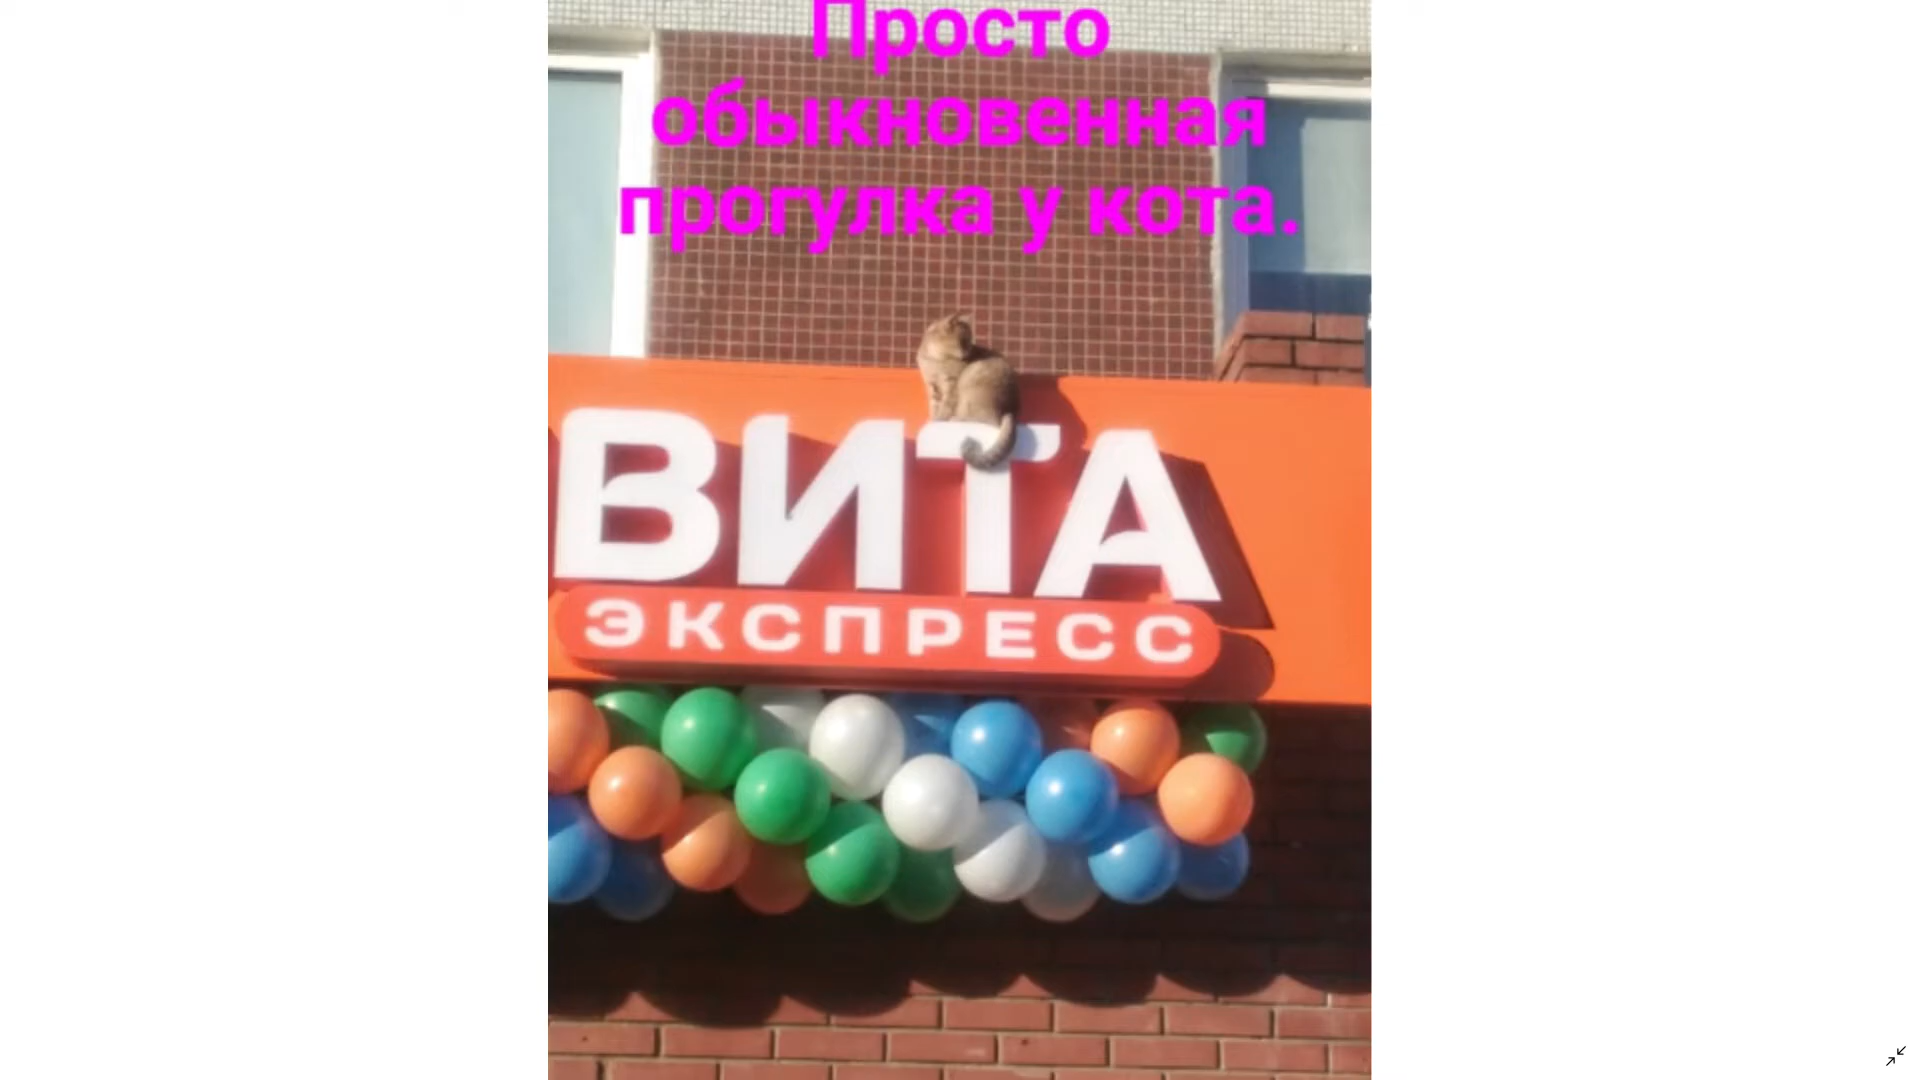 Просто
обыкновенная
прогулка у кота.
ВИТА
ЭКСПРЕСС